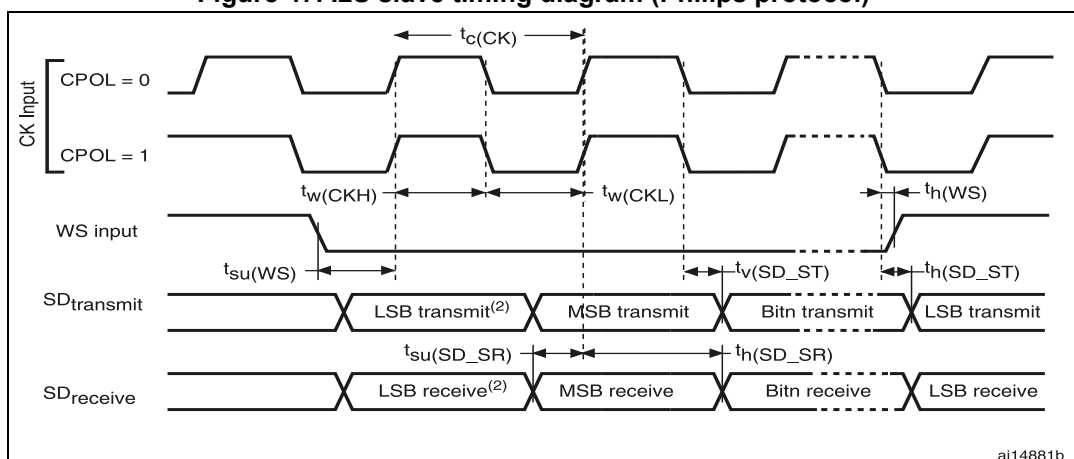 Figure 47. I2S slave timing diagram (Philips protocol)
tc(CK)
CK Input
CPOL = 0
CPOL = 1
tw(CKH)
tw(CKL)
th(WS)
WS input
tsu(WS)
tv(SD_ST)
th(SD_ST)
SDtransmit
LSB transmit(2)
MSB transmit
Bitn transmit
LSB transmit
tsu(SD_SR)
th(SD_SR)
SDreceive
LSB receive(2)
MSB receive
Bitn receive
LSB receive
ai14881b